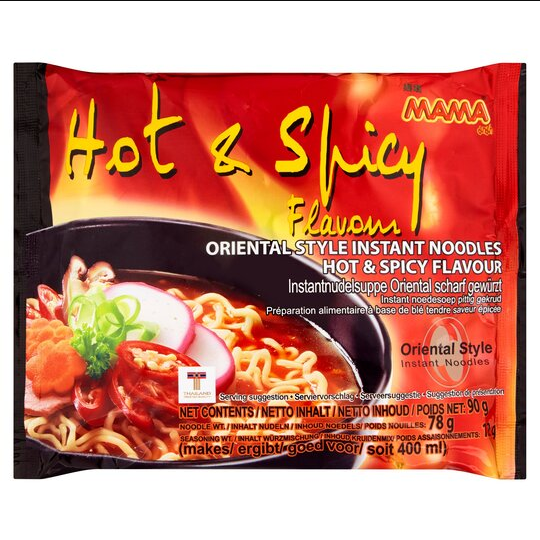 Hot & Spicy
Flavour
MAMA
ORIENTAL STYLE INSTANT NOODLES
HOT & SPICY FLAVOUR
Instantnudelsuppe Oriental scharf gewürzt
Instant noedesoep pittig gekruid
Préparation alimentaire à base de blé tendre saveur épicée
Oriental Style
Instant Noodles
THAILAND
Serving suggestion • Serviervorschlag • Serveersuggestie • Suggestion de présentation
NET CONTENTS / NETTO INHALT / NETTO INHOUD / POIDS NET: 90 g
NOODLE WT. / INHALT NUDELN / INHOUD NOEDELS / POIDS NOUILLES: 78 g
SEASONING WT. / INHALT WÜRZMISCHUNG / INHOUD KRUIDENMIX / POIDS ASSAISONNEMENTS: 12 g
(makes/ ergibt/ goed voor/ soit 400 ml)